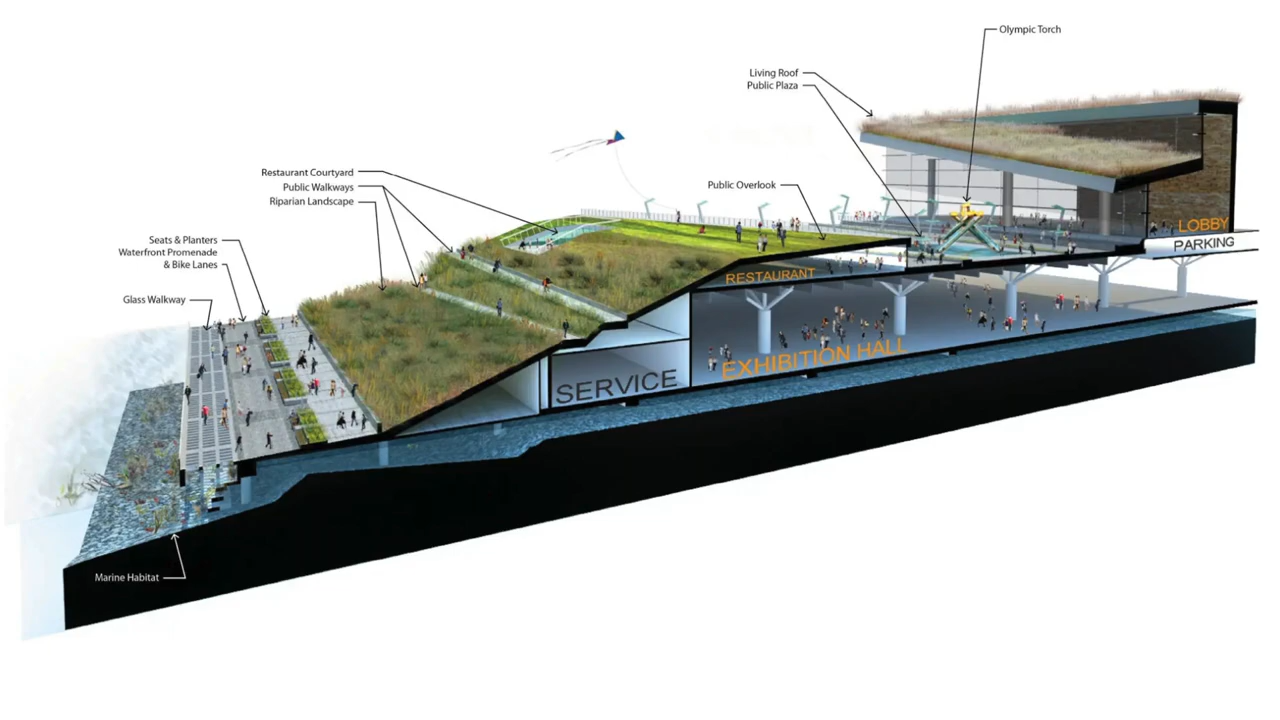 Olympic Torch
Living Roof
Public Plaza
Restaurant Courtyard
Public Walkways
Riparian Landscape
Public Overlook
Seats & Planters
Waterfront Promenade
& Bike Lanes
Glass Walkway
LOBBY
PARKING
RESTAURANT
EXHIBITION HALL
SERVICE
Marine Habitat